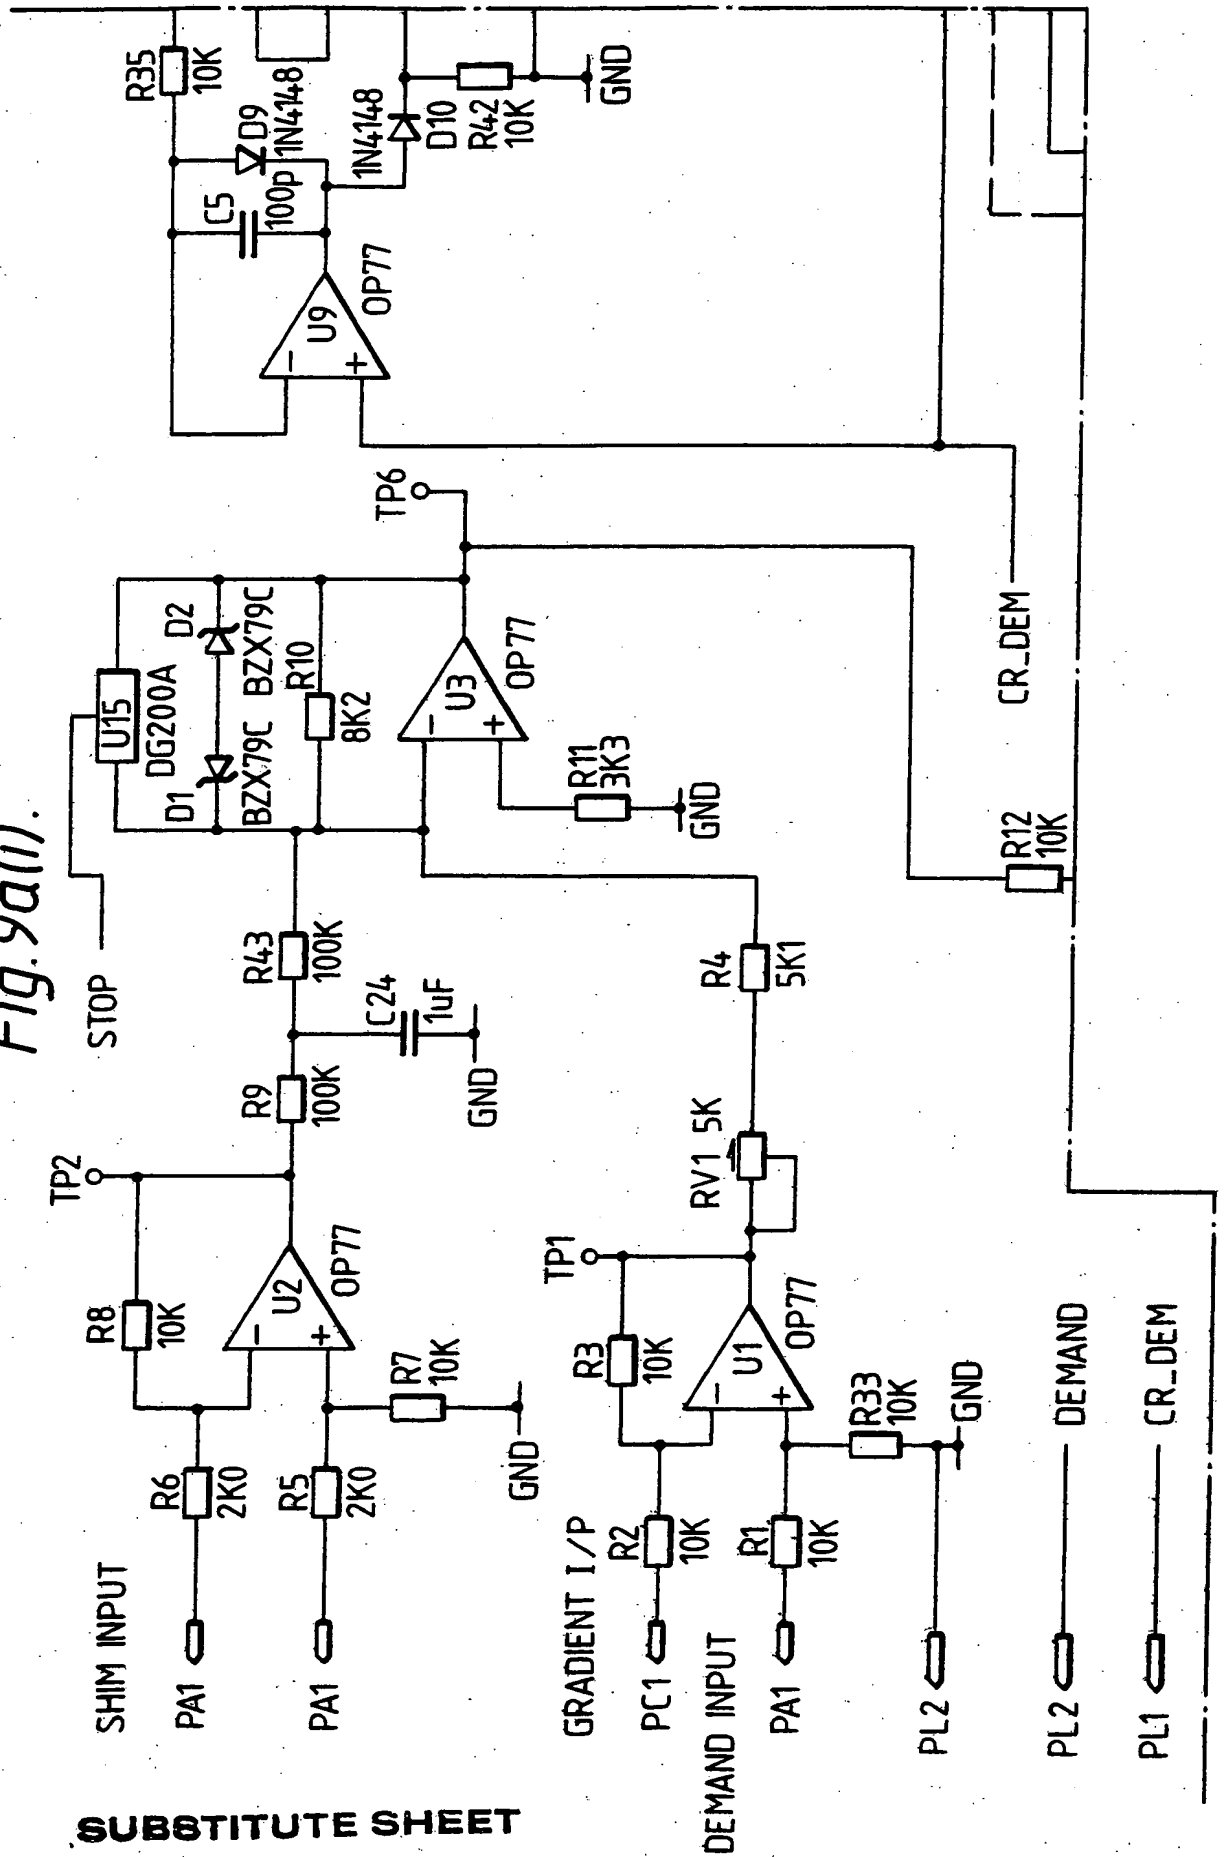 Fig. 9a(i).
STOP
U15
DG200A
D1
BZX79C
D2
BZX79C
R10
8K2
R43
100K
C24
1uF
GND
R9
100K
TP2
R8
10K
U2
OP77
R7
10K
GND
R6
2K0
R5
2K0
SHIM INPUT
PA1
PA1
U3
OP77
R11
3K3
GND
TP6
R35
10K
D9
1N4148
C5
100p
1N4148
D10
R42
10K
GND
U9
OP77
CR_DEM
R12
10K
R4
5K1
RV1 5K
TP1
R3
10K
U1
OP77
R33
10K
GND
GRADIENT I/P
R2
10K
PC1
DEMAND INPUT
R1
10K
PA1
PL2
PL2
DEMAND
PL1
CR_DEM
SUBSTITUTE SHEET